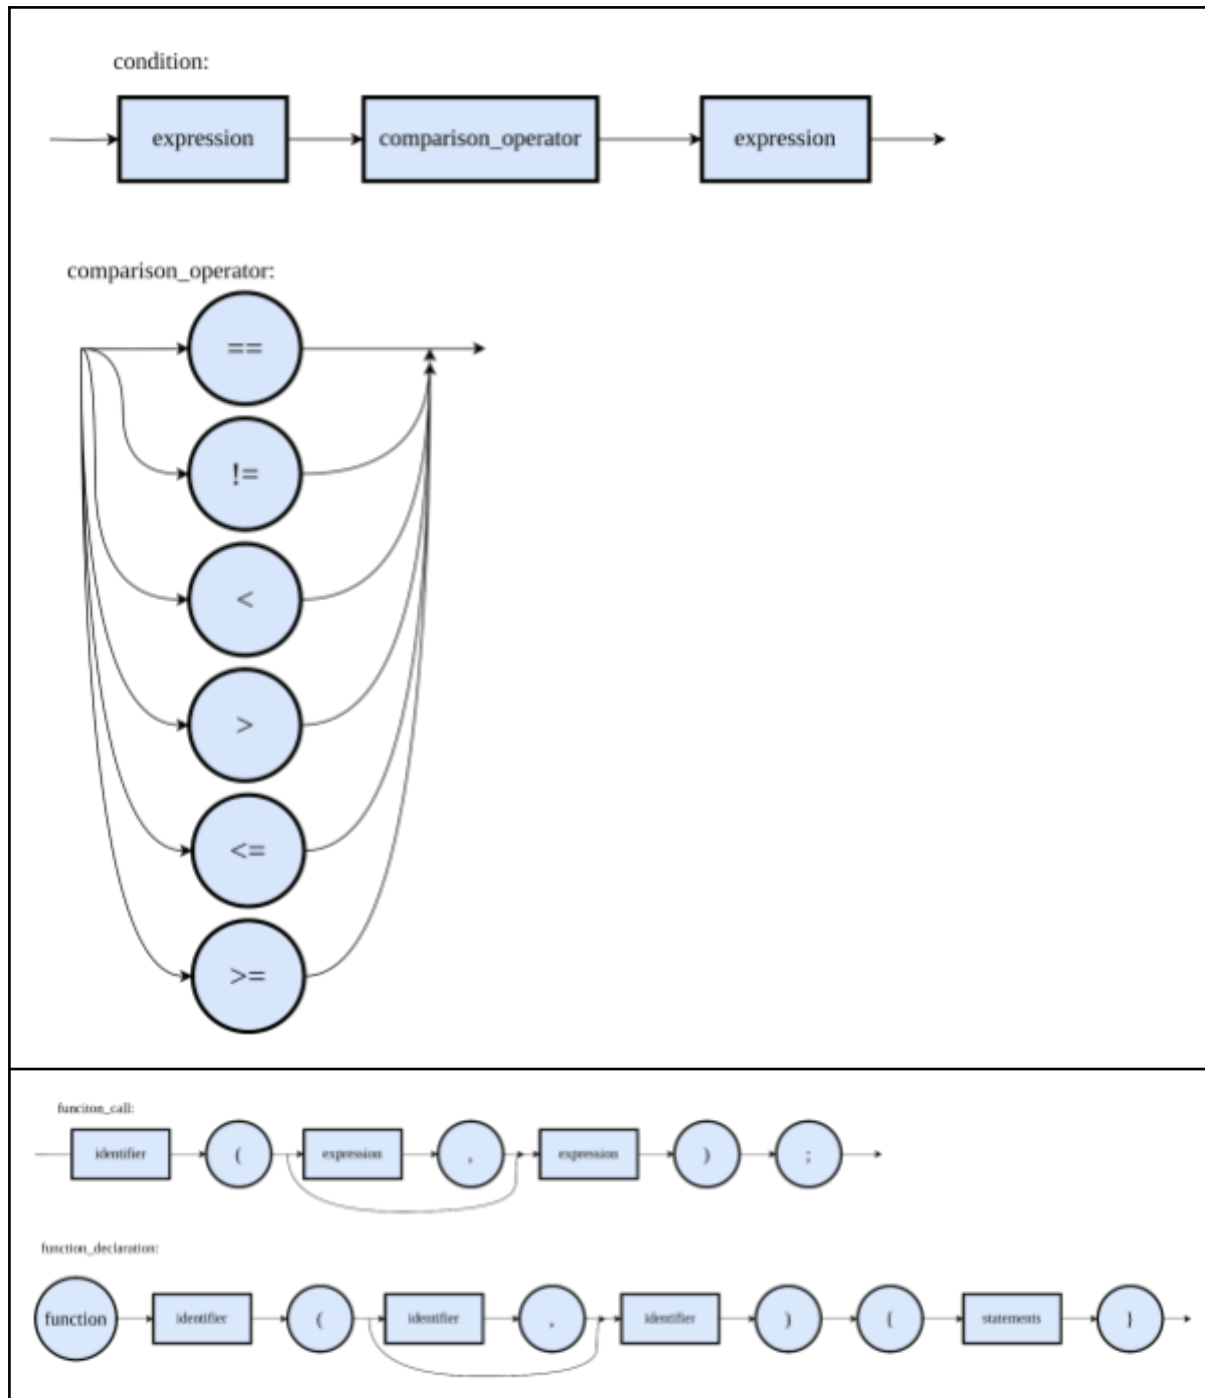 condition:
expression comparison_operator expression
comparison_operator:
==
!=
<
>
<=
>=
funciton_call:
identifier ( expression , expression ) ;
function_declaration:
function identifier ( identifier , identifier ) { statements }